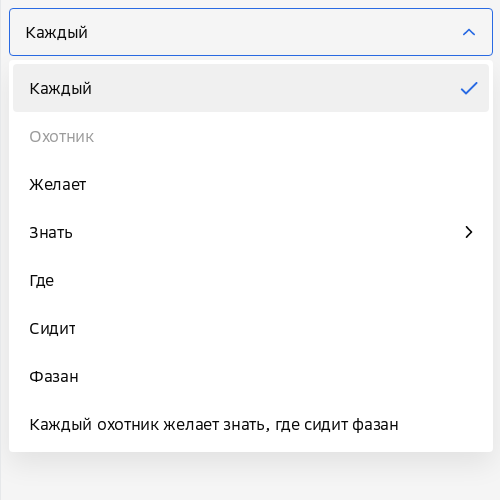 Каждый
Каждый
Охотник
Желает
Знать
Где
Сидит
Фазан
Каждый охотник желает знать, где сидит фазан